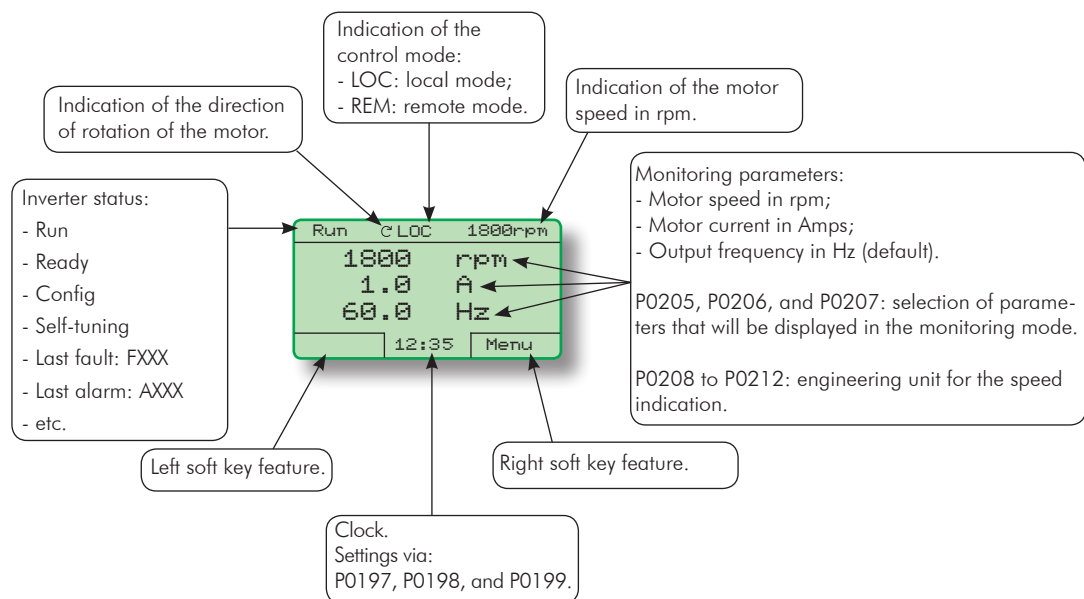 Indication of the
control mode:
- LOC: local mode;
- REM: remote mode.
Indication of the direction
of rotation of the motor.
Indication of the motor
speed in rpm.
Inverter status:
- Run
- Ready
- Config
- Self-tuning
- Last fault: FXXX
- Last alarm: AXXX
- etc.
Run LOC 1800rpm
1800 rpm
1.0 A
60.0 Hz
12:35 Menu
Monitoring parameters:
- Motor speed in rpm;
- Motor current in Amps;
- Output frequency in Hz (default).
P0205, P0206, and P0207: selection of parame-
ters that will be displayed in the monitoring mode.
P0208 to P0212: engineering unit for the speed
indication.
Left soft key feature.
Right soft key feature.
Clock.
Settings via:
P0197, P0198, and P0199.